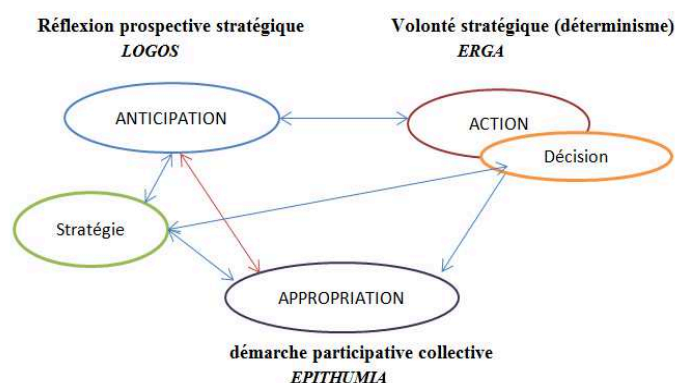 Réflexion prospective stratégique
LOGOS
Volonté stratégique (déterminisme)
ERGA
ANTICIPATION
ACTION
Décision
Stratégie
APPROPRIATION
démarche participative collective
EPITHUMIA